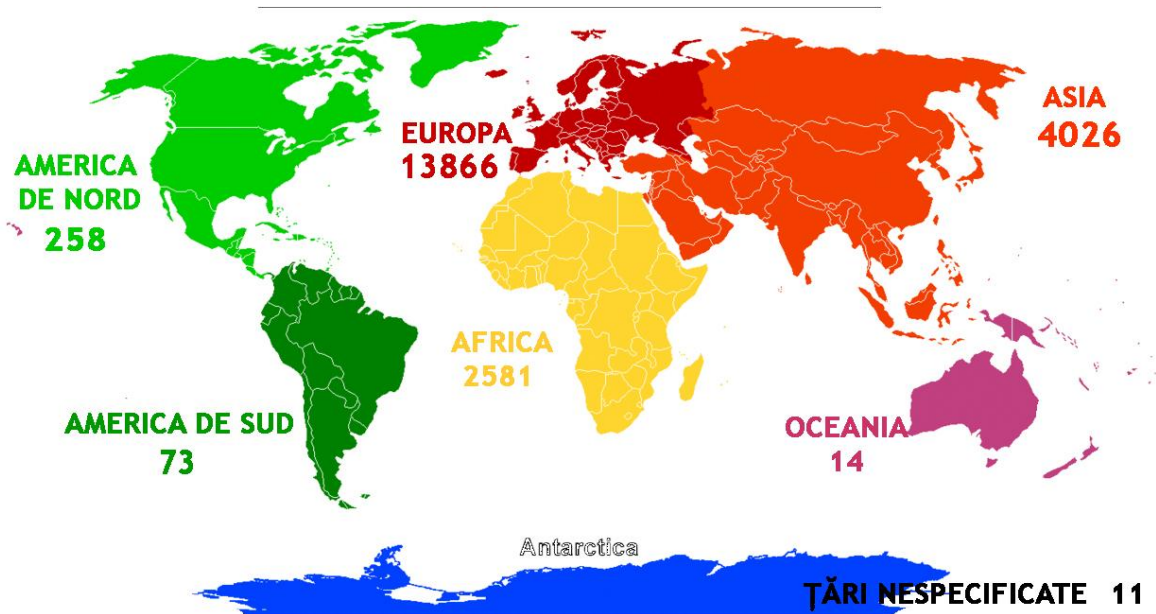 AMERICA
DE NORD
258
EUROPA
13866
ASIA
4026
AFRICA
2581
AMERICA DE SUD
73
OCEANIA
14
Antarctica
ȚĂRI NESPECIFICATE 11